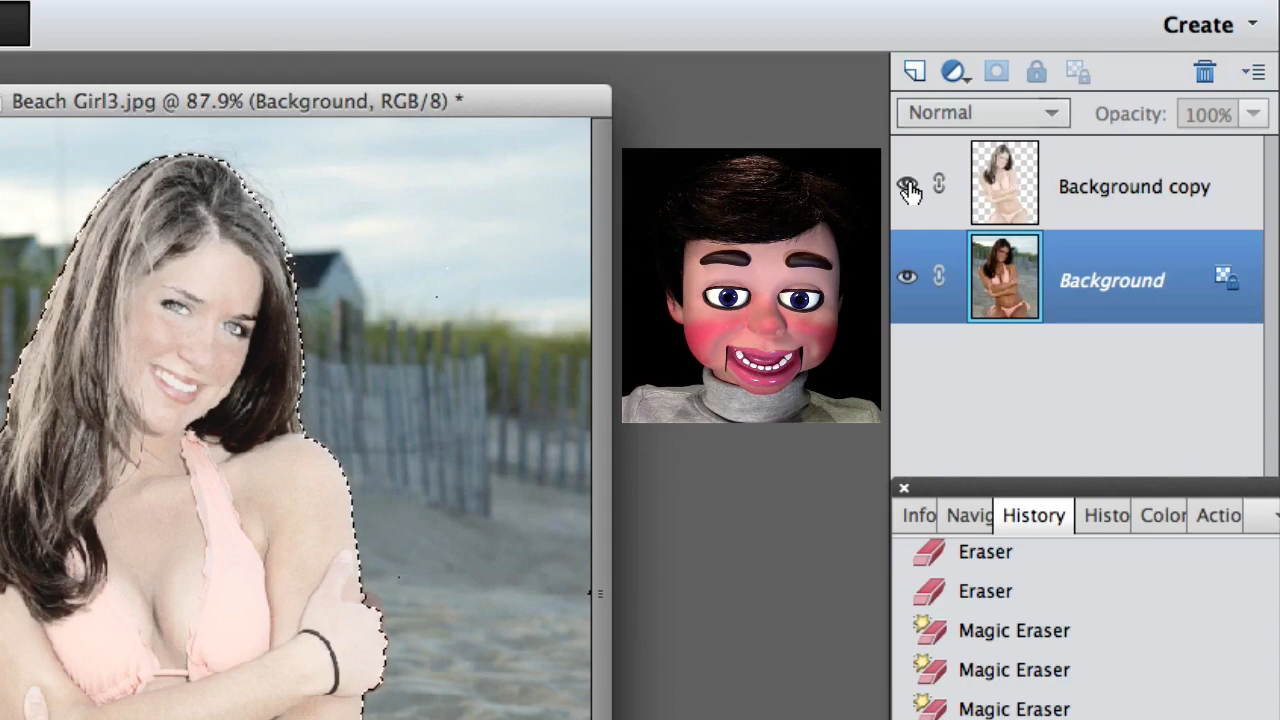 Create
Beach Girl3.jpg @ 87.9% (Background, RGB/8) *
Normal
Opacity: 100%
Background copy
Background
Info
Navig
History
Histo
Color
Actio
Eraser
Eraser
Magic Eraser
Magic Eraser
Magic Eraser